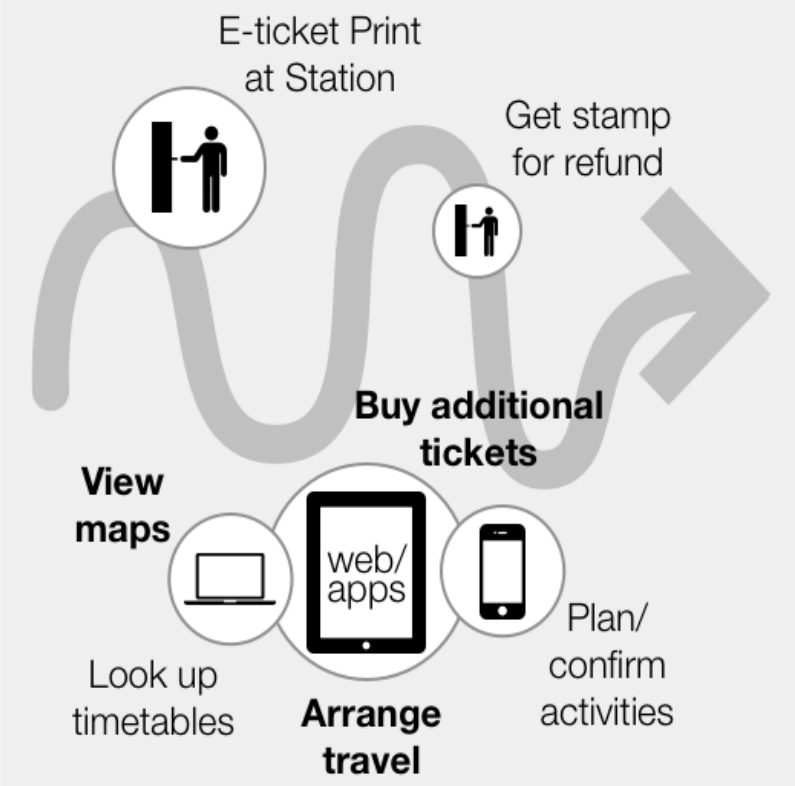 E-ticket Print
at Station
Get stamp
for refund
Buy additional
tickets
View
maps
web/
apps
Plan/
confirm
activities
Look up
timetables
Arrange
travel